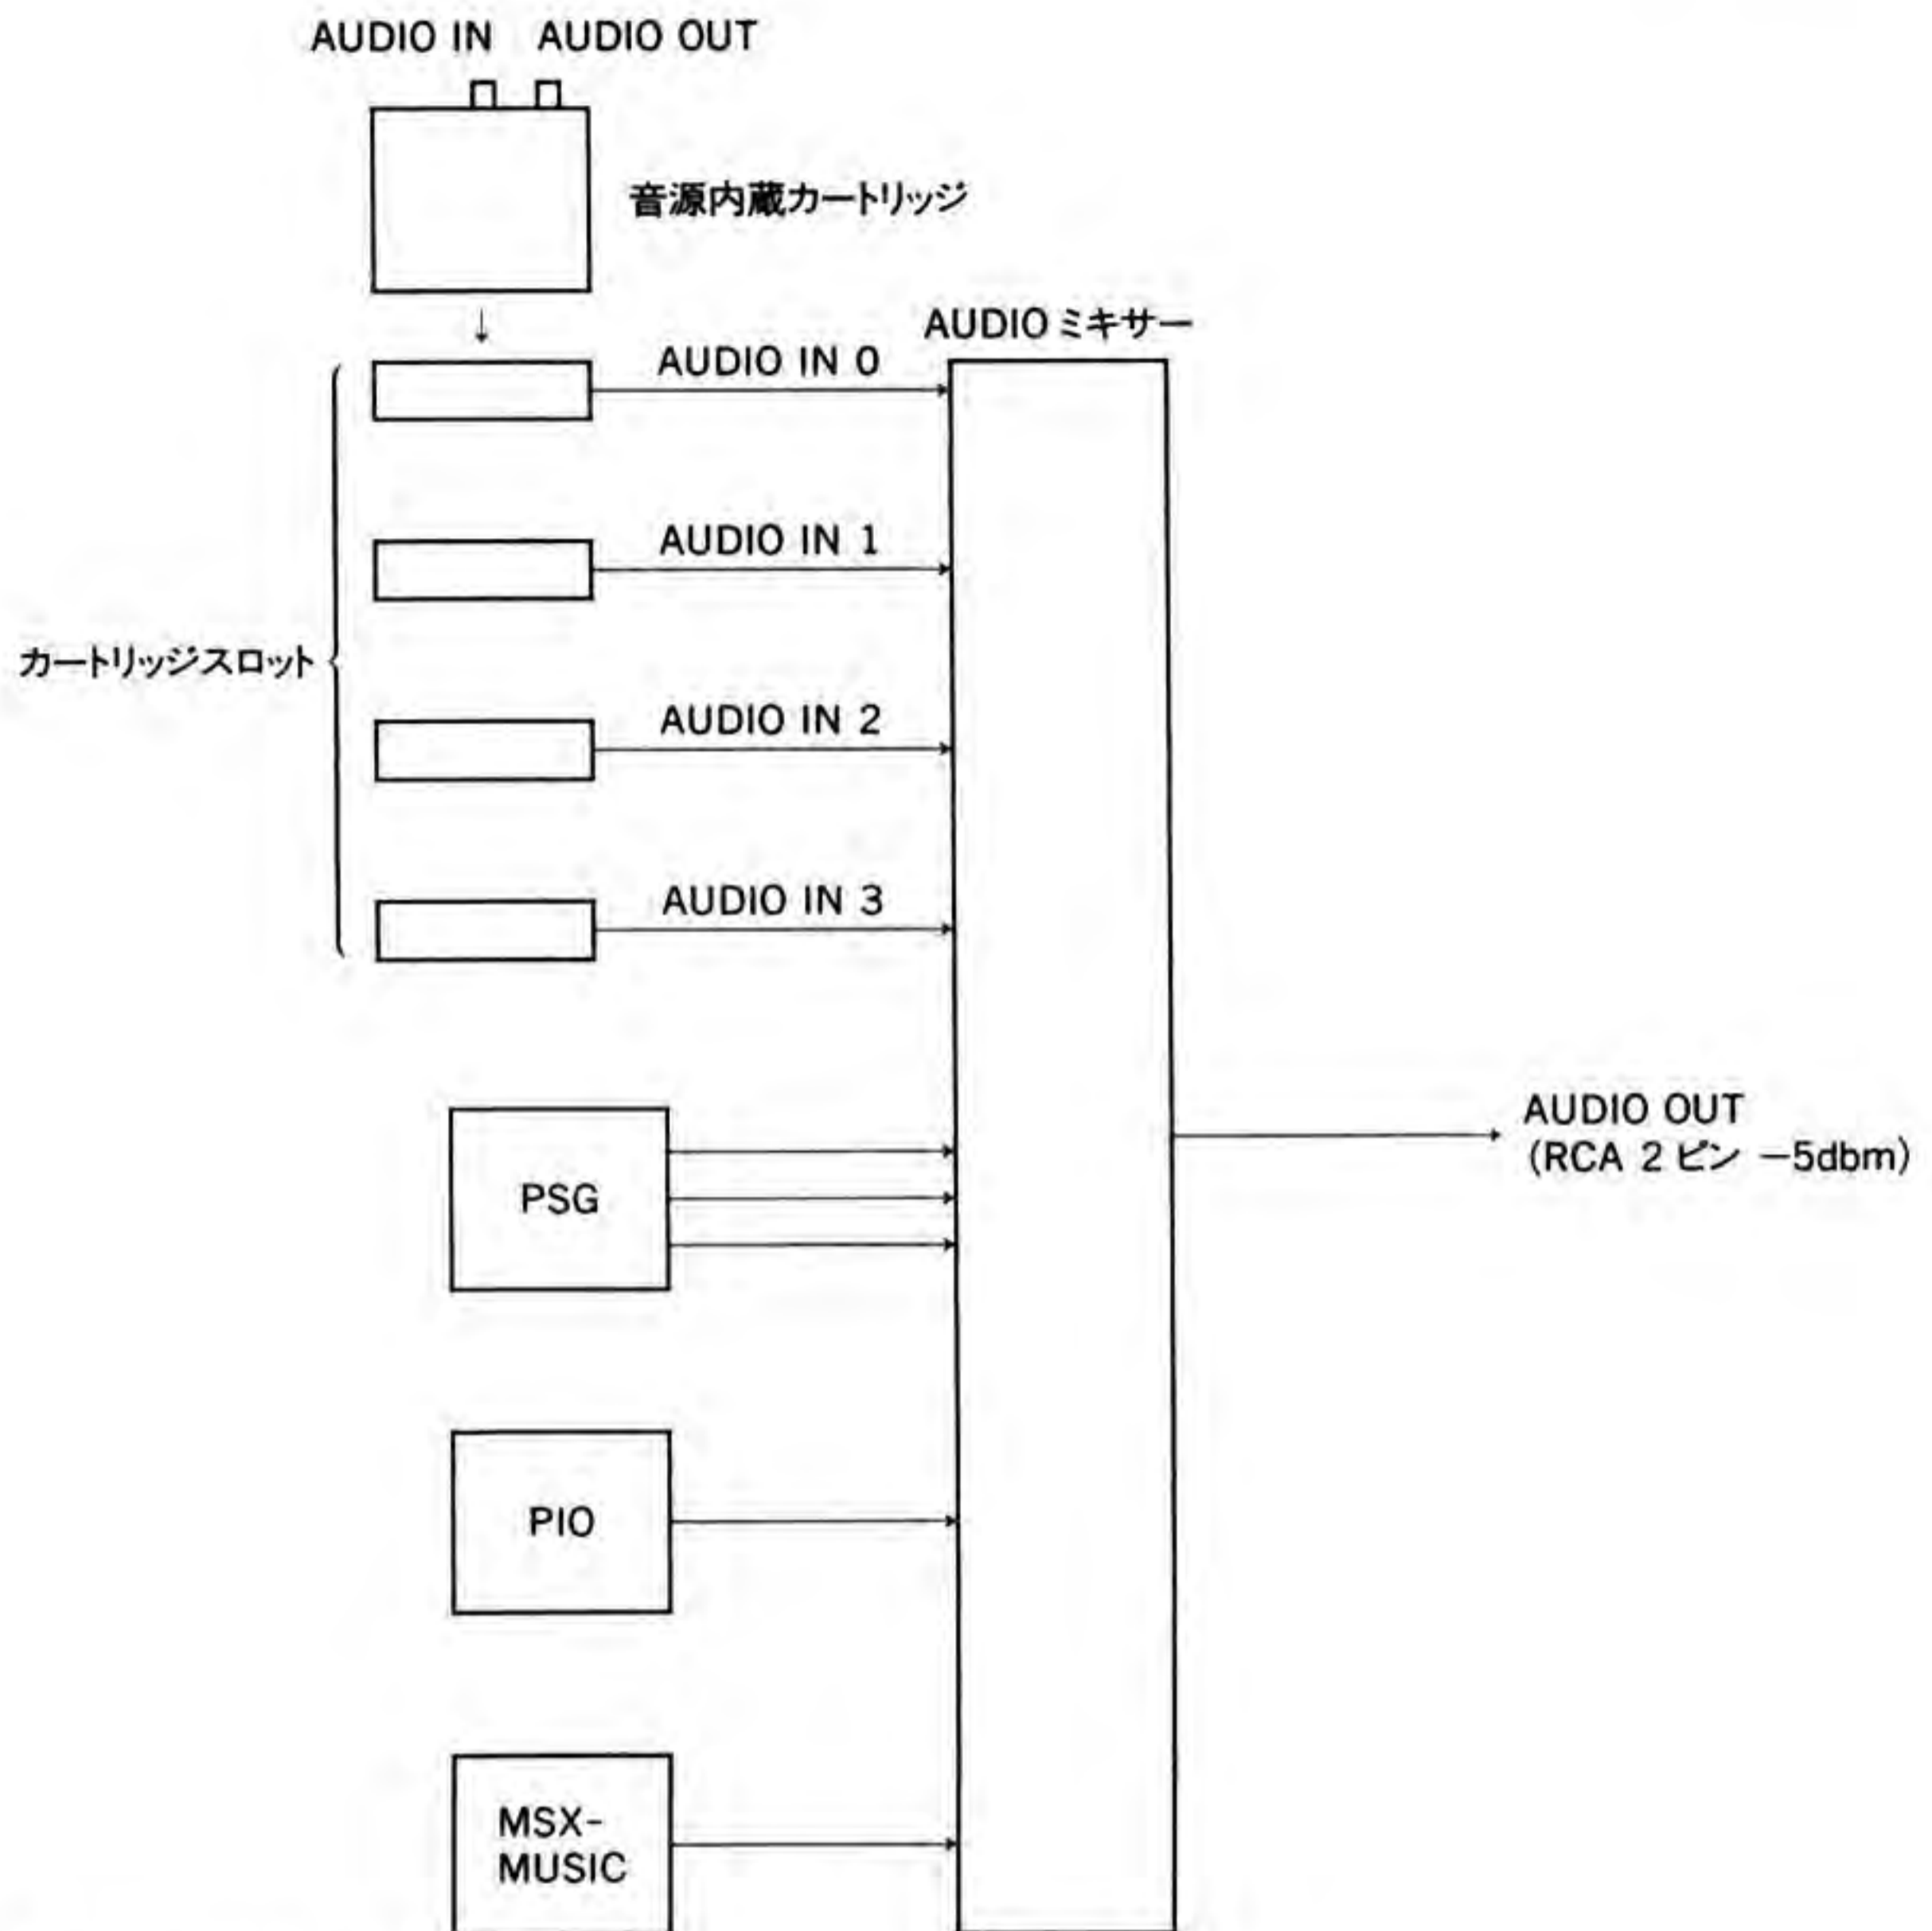 AUDIO IN AUDIO OUT
音源内蔵カートリッジ
AUDIO ミキサー
AUDIO IN 0
AUDIO IN 1
カートリッジスロット
AUDIO IN 2
AUDIO IN 3
AUDIO OUT
(RCA 2 ピン −5dbm)
PSG
PIO
MSX-
MUSIC